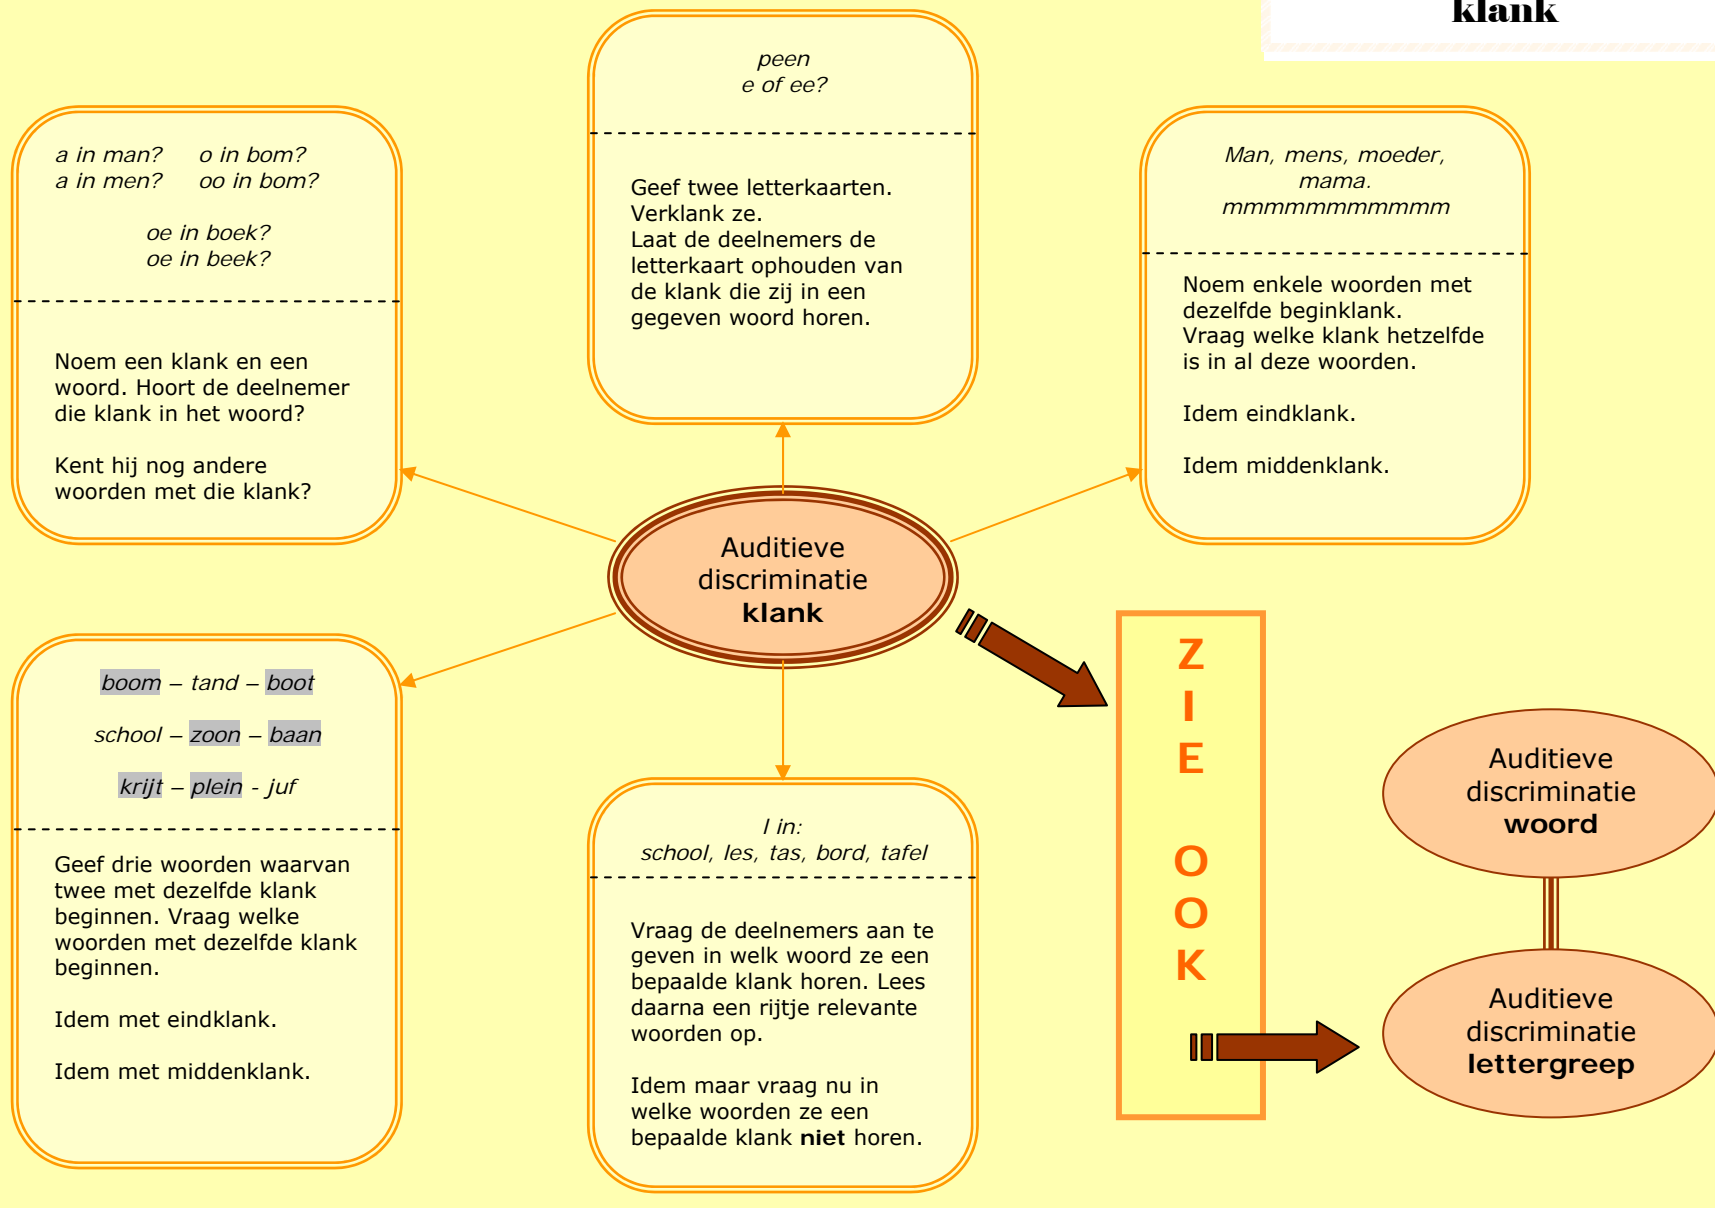 klank
a in man? o in bom?
a in men? oo in bom?
oe in boek?
oe in beek?
Noem een klank en een
woord. Hoort de deelnemer
die klank in het woord?
Kent hij nog andere
woorden met die klank?
peen
e of ee?
Geef twee letterkaarten.
Verklank ze.
Laat de deelnemers de
letterkaart ophouden van
de klank die zij in een
gegeven woord horen.
Man, mens, moeder,
mama.
mmmmmmmmmmm
Noem enkele woorden met
dezelfde beginklank.
Vraag welke klank hetzelfde
is in al deze woorden.
Idem eindklank.
Idem middenklank.
Auditieve
discriminatie
klank
boom – tand – boot
school – zoon – baan
krijt – plein - juf
Geef drie woorden waarvan
twee met dezelfde klank
beginnen. Vraag welke
woorden met dezelfde klank
beginnen.
Idem met eindklank.
Idem met middenklank.
l in:
school, les, tas, bord, tafel
Vraag de deelnemers aan te
geven in welk woord ze een
bepaalde klank horen. Lees
daarna een rijtje relevante
woorden op.
Idem maar vraag nu in
welke woorden ze een
bepaalde klank niet horen.
Z
I
E
O
O
K
Auditieve
discriminatie
woord
Auditieve
discriminatie
lettergreep